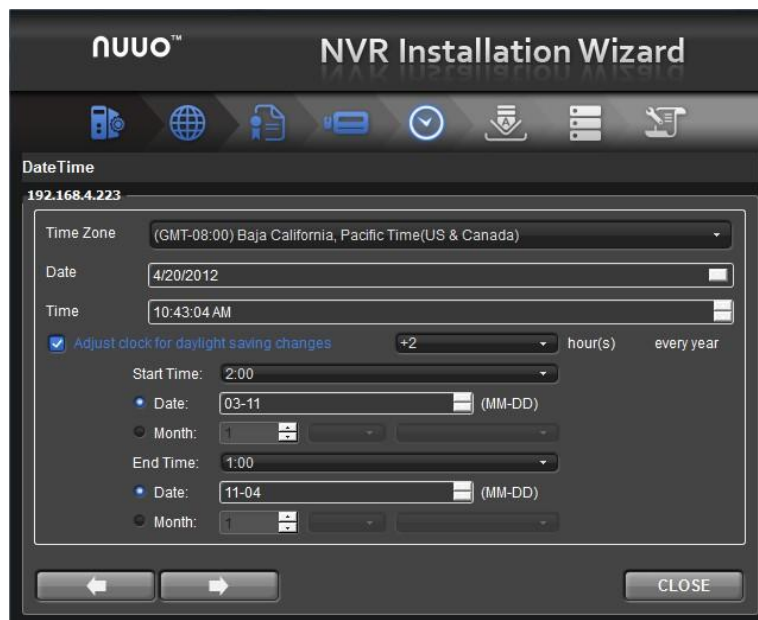 nuuo™
NVR Installation Wizard
DateTime
192.168.4.223
Time Zone (GMT-08:00) Baja California, Pacific Time(US & Canada)
Date 4/20/2012
Time 10:43:04 AM
Adjust clock for daylight saving changes +2 hour(s) every year
Start Time: 2:00
Date: 03-11 (MM-DD)
Month: 1
End Time: 1:00
Date: 11-04 (MM-DD)
Month: 1
CLOSE